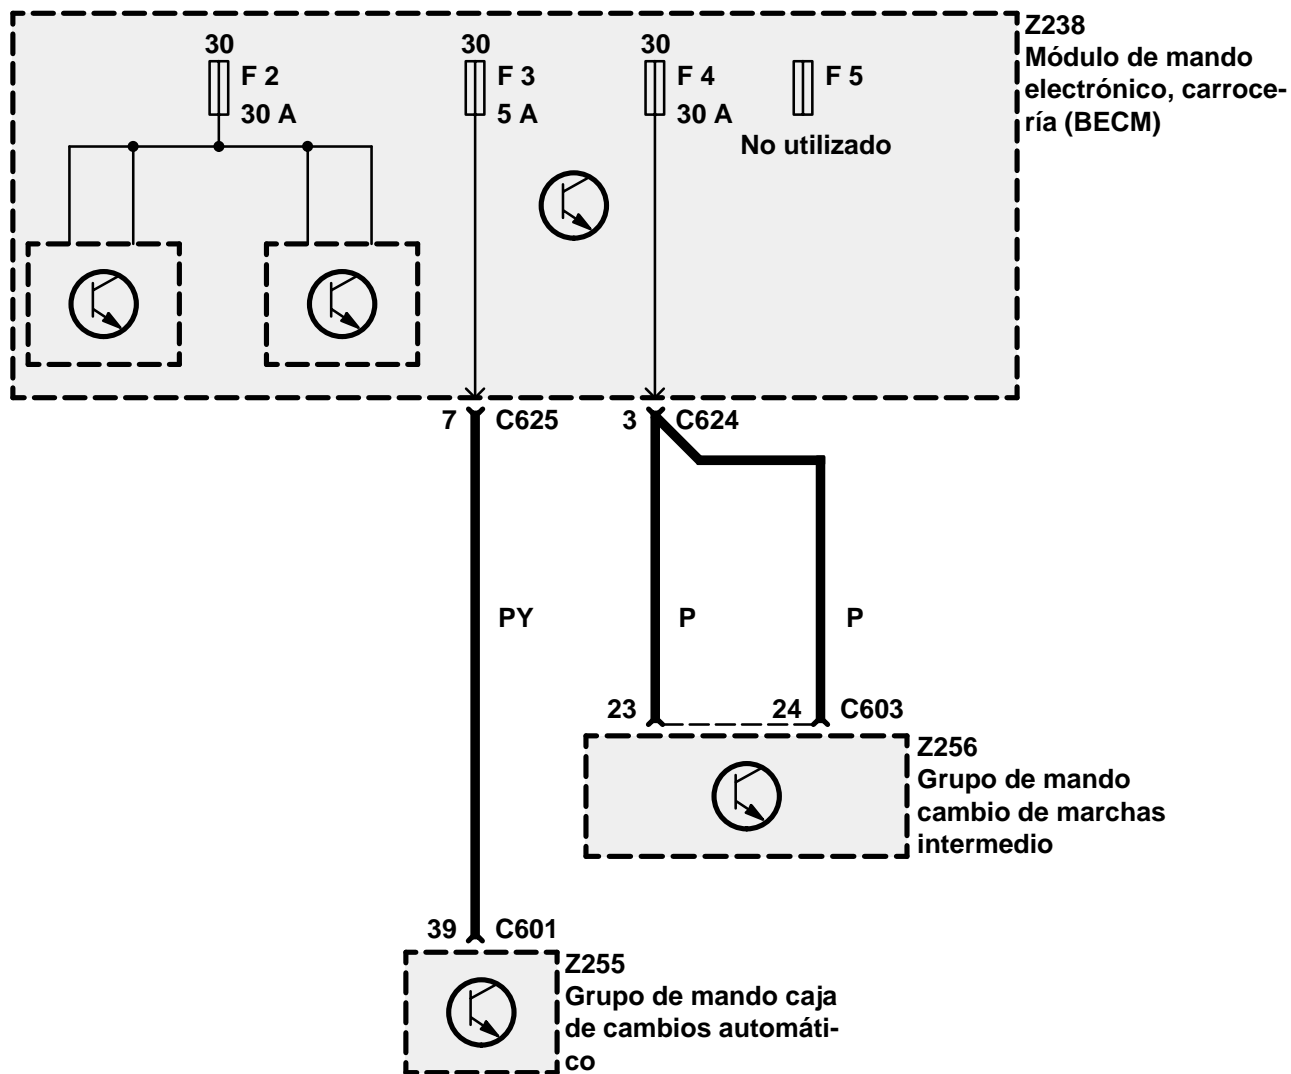 Z238
Módulo de mando
electrónico, carroce-
ría (BECM)
30
F 2
30 A
30
F 3
5 A
30
F 4
30 A
F 5
No utilizado
7
C625
3
C624
PY
P
P
23
24
C603
Z256
Grupo de mando
cambio de marchas
intermedio
39
C601
Z255
Grupo de mando caja
de cambios automáti-
co